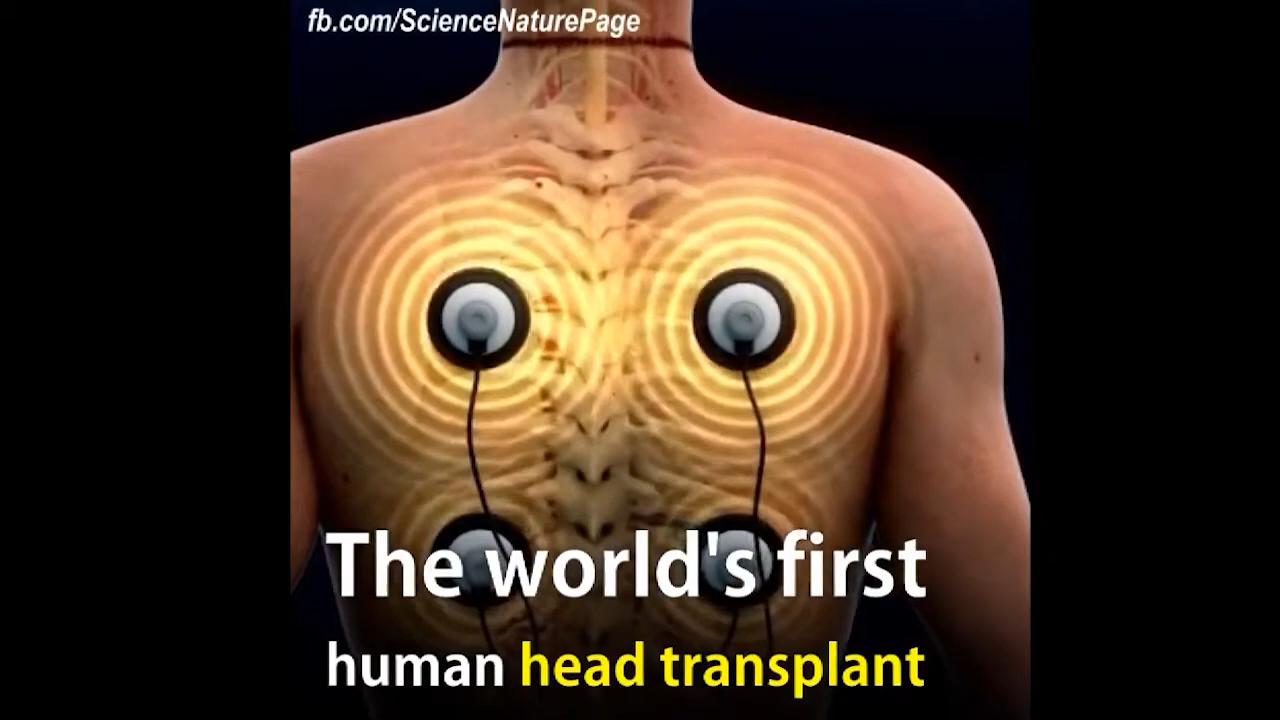 fb.com/ScienceNaturePage
The world's first
human head transplant